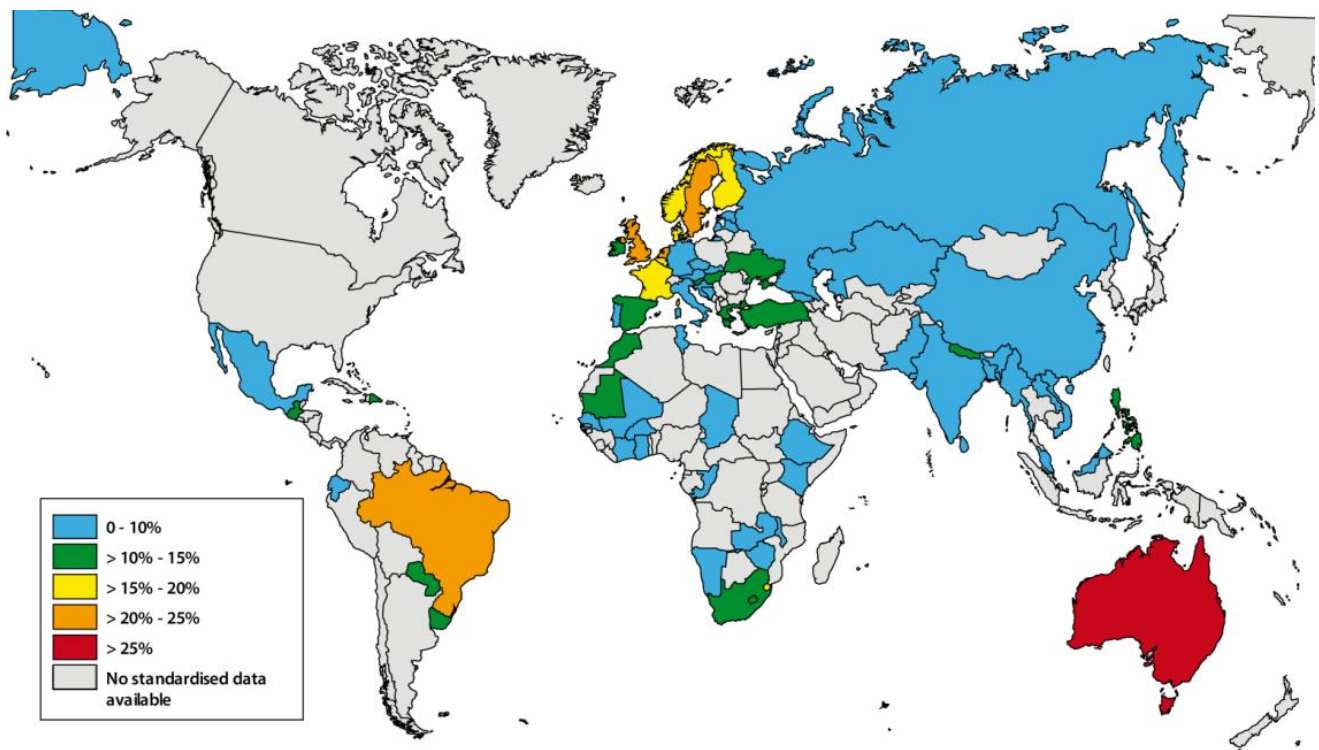 0 - 10%
> 10% - 15%
> 15% - 20%
> 20% - 25%
> 25%
No standardised data
available